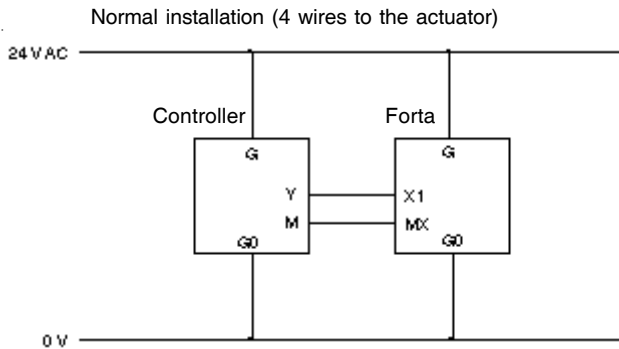 Normal installation (4 wires to the actuator)
24 V AC
Controller
Forta
G
G
Y
X1
M
MX
G0
G0
0 V